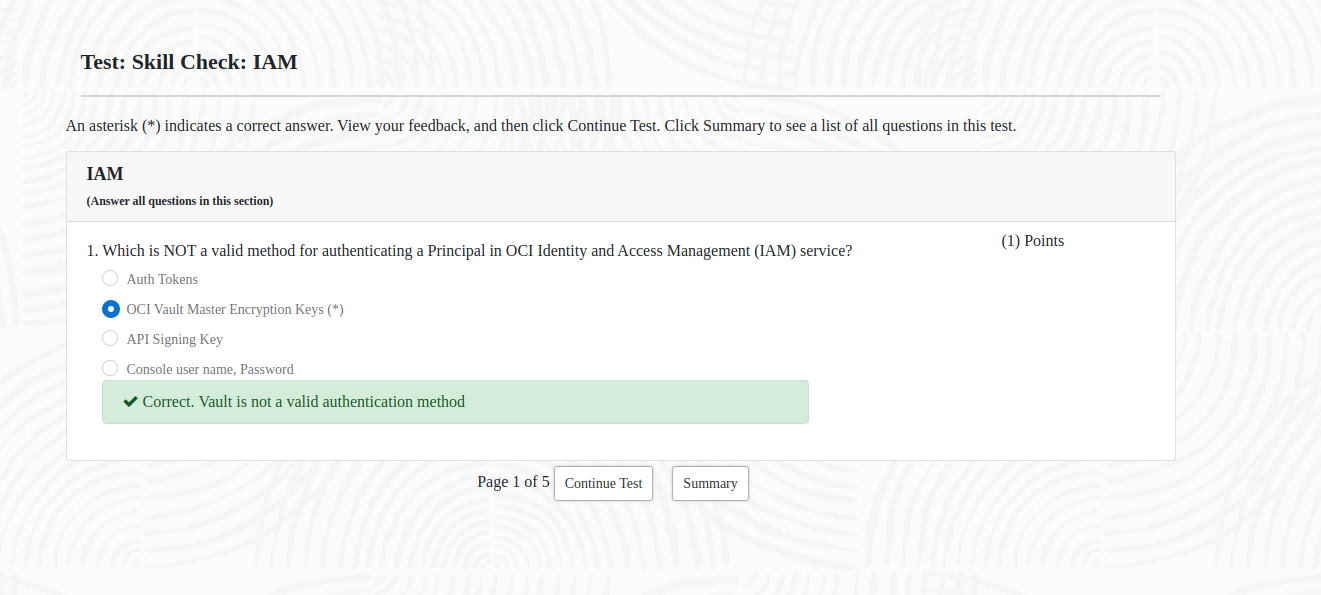 Test: Skill Check: IAM
An asterisk (*) indicates a correct answer. View your feedback, and then click Continue Test. Click Summary to see a list of all questions in this test.
IAM
(Answer all questions in this section)
1. Which is NOT a valid method for authenticating a Principal in OCI Identity and Access Management (IAM) service?
(1) Points
Auth Tokens
OCI Vault Master Encryption Keys (*)
API Signing Key
Console user name, Password
Correct. Vault is not a valid authentication method
Page 1 of 5 Continue Test Summary